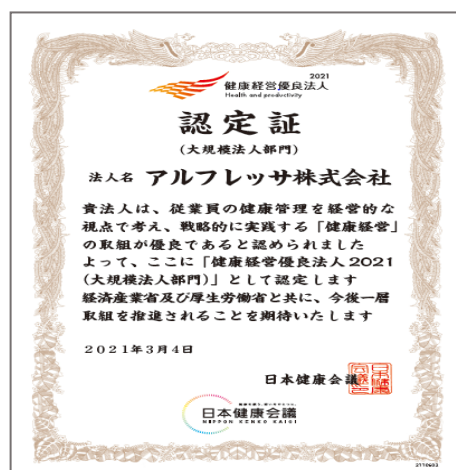 2021
健康経営優良法人
Health and productivity
認定証
(大規模法人部門)
法人名 アルフレッサ株式会社
貴法人は、従業員の健康管理を経営的な
視点で考え、戦略的に実践する「健康経営」
の取組が優良であると認められました
よって、ここに「健康経営優良法人2021
(大規模法人部門)」として認定します
経済産業省及び厚生労働省と共に、今後一層
取組を推進されることを期待いたします
2021年3月4日
日本健康会議
日本健康会議
NIPPON KENKO KAIGI